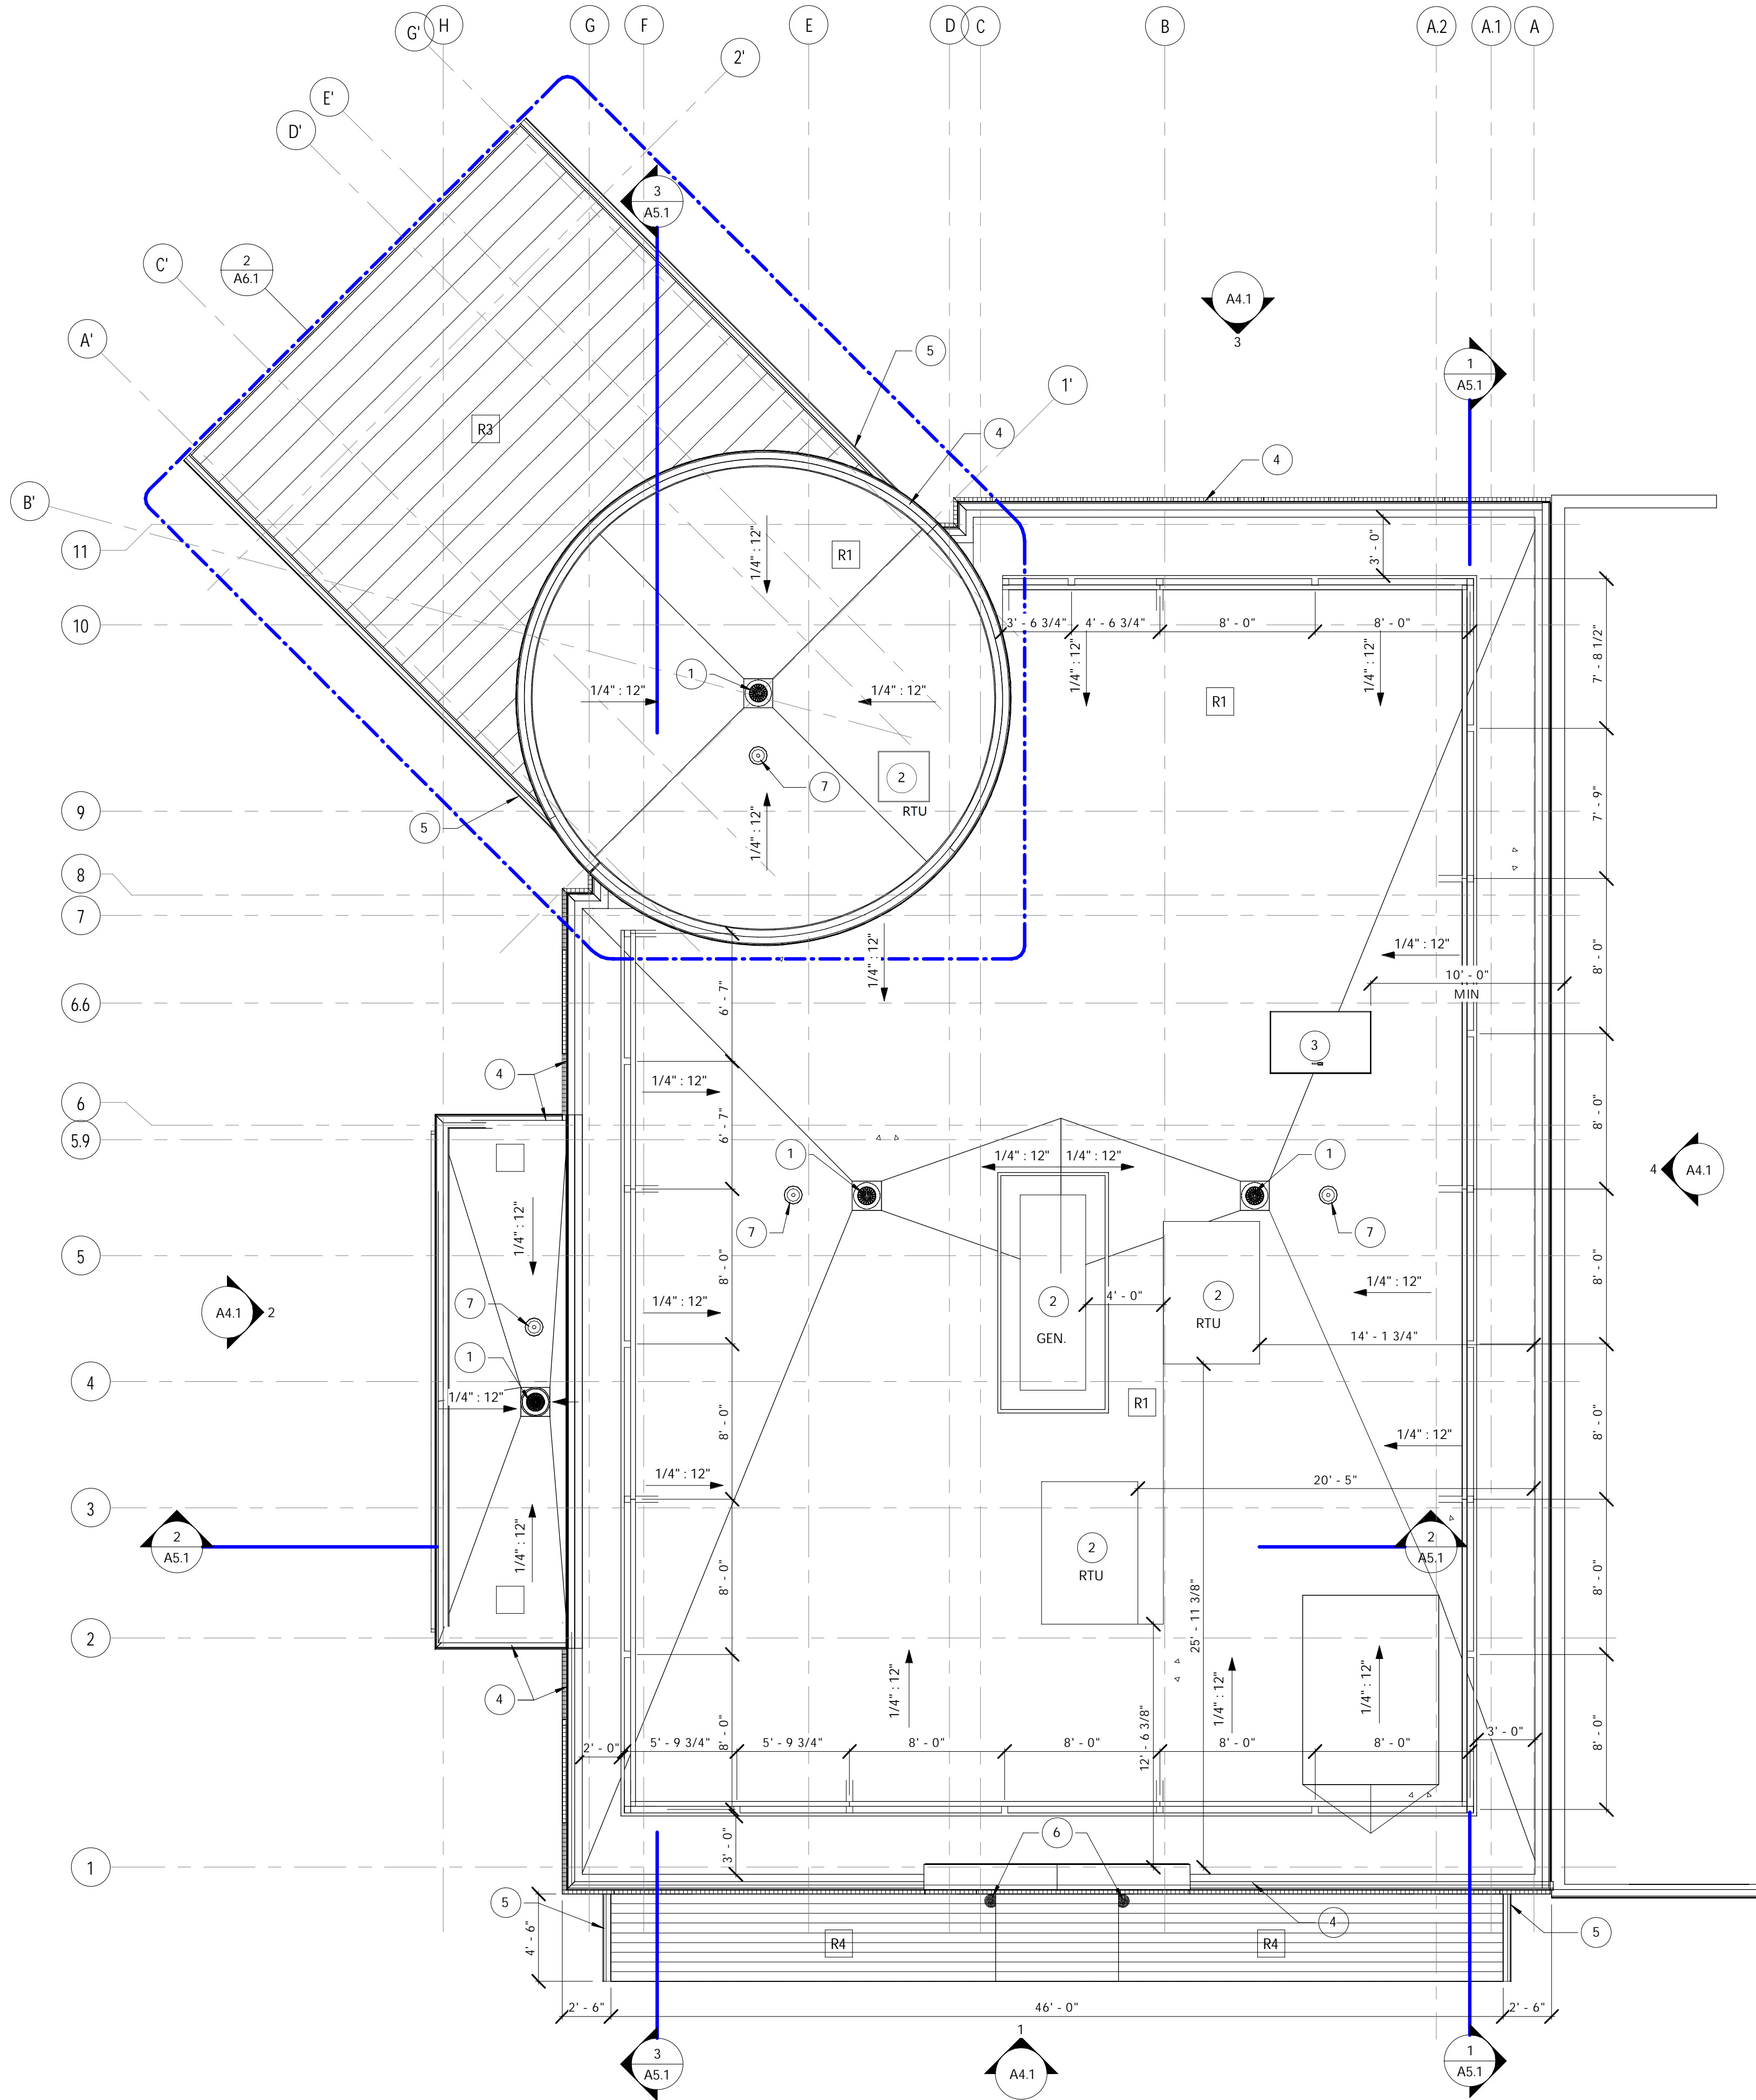 G' H G F E D C B A.2 A.1 A
2'
E'
D'
3
A5.1
C'
2
A6.1
A4.1
3
A'
5
1
A5.1
1'
R3
4
4
B'
11
R1
1/4" : 12"
3' - 0"
10
3' - 6 3/4" 4' - 6 3/4" 8' - 0" 8' - 0"
7' - 8 1/2"
1/4" : 12"
1/4" : 12"
1
1/4" : 12"
1/4" : 12"
R1
7
2
RTU
7' - 9"
9
5
1/4" : 12"
8
7
1/4" : 12"
1/4" : 12"
8' - 0"
10' - 0"
MIN
6' - 7"
6.6
3
4
1/4" : 12"
6
8' - 0"
6' - 7"
5.9
1
1/4" : 12" 1/4" : 12"
1
4
A4.1
7
7
1/4" : 12"
5
8' - 0"
8' - 0"
A4.1
2
7
1/4" : 12"
2
GEN.
4' - 0"
2
RTU
1/4" : 12"
14' - 1 3/4"
1
4
1/4" : 12"
R1
8' - 0"
8' - 0"
1/4" : 12"
1/4" : 12"
20' - 5"
3
2
A5.1
1/4" : 12"
2
RTU
2
A5.1
8' - 0"
8' - 0"
2
25' - 11 3/8"
4
1/4" : 12"
1/4" : 12"
1/4" : 12"
12' - 6 3/8"
8' - 0"
8' - 0"
2' - 0" 5' - 9 3/4" 5' - 9 3/4" 8' - 0" 8' - 0" 8' - 0" 8' - 0" 3' - 0"
6
3' - 0"
1
5
4
5
4' - 6"
R4
R4
2' - 6" 46' - 0" 2' - 6"
3
A5.1
1
A4.1
1
A5.1